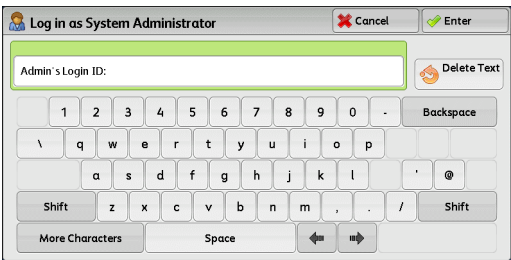 Log in as System Administrator Cancel Enter
Admin's Login ID: Delete Text
1 2 3 4 5 6 7 8 9 0 - Backspace
\ q w e r t y u i o p
a s d f g h j k l ' @
Shift z x c v b n m , . / Shift
More Characters Space